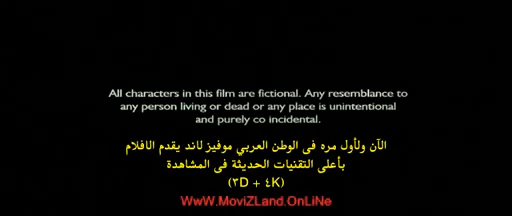 All characters in this film are fictional. Any resemblance to
any person living or dead or any place is unintentional
and purely co incidental.
الآن ولأول مره فى الوطن العربي موفيز لاند يقدم الافلام
بأعلى التقنيات الحديثة فى المشاهدة
(٣D + ٤K)
WwW.MoviZLand.OnLiNe